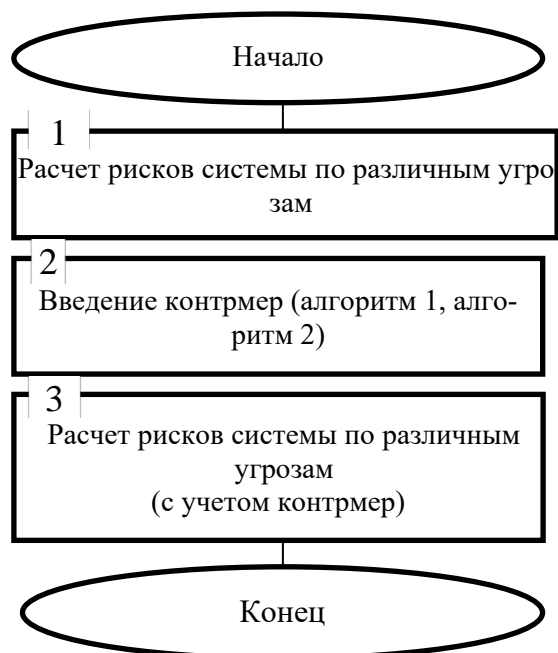 Начало
1
Расчет рисков системы по различным угро
зам
2
Введение контрмер (алгоритм 1, алго-
ритм 2)
3
Расчет рисков системы по различным
угрозам
(с учетом контрмер)
Конец